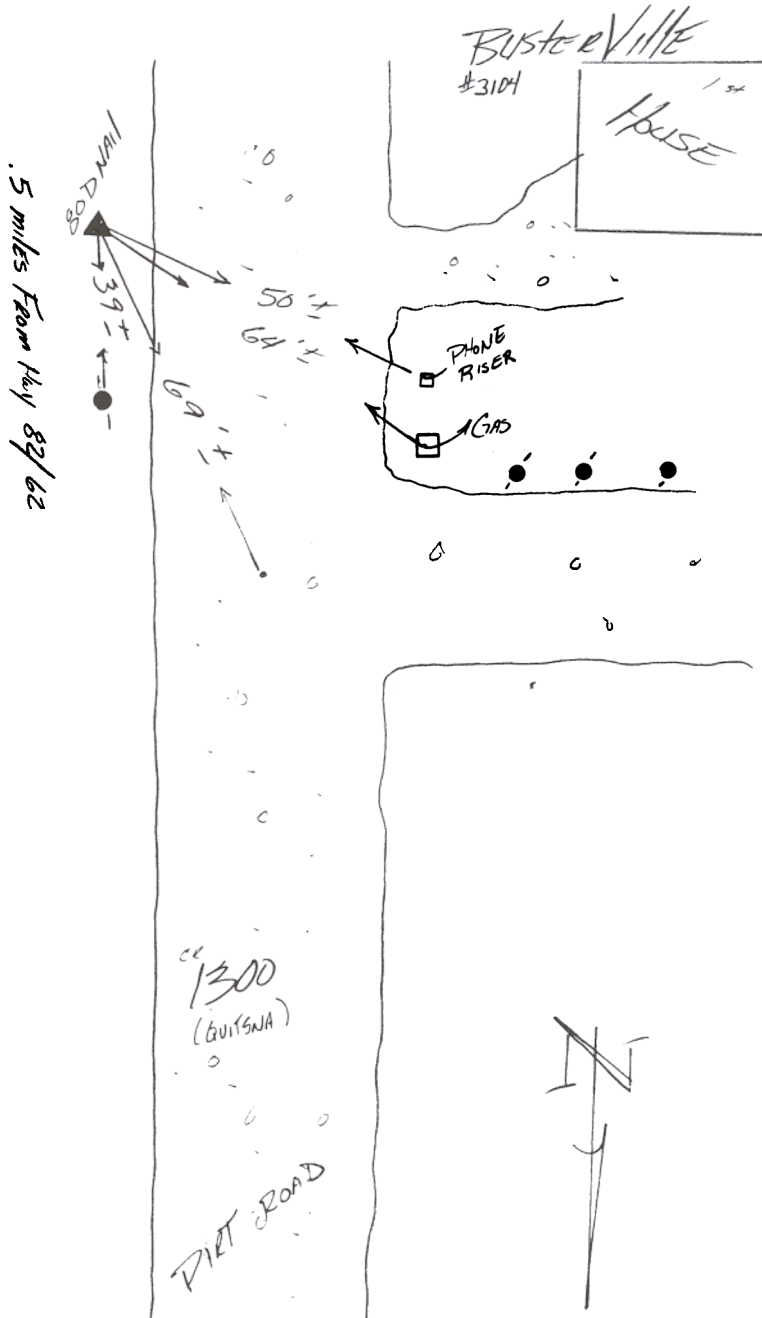 BUSTERVILLE
#3104
1st
HOUSE
80D NAIL
39'±
50'±
64'±
69'±
PHONE
RISER
GAS
.5 miles From Hwy 82/62
CR
1300
(QUITSNA)
DIRT ROAD
N